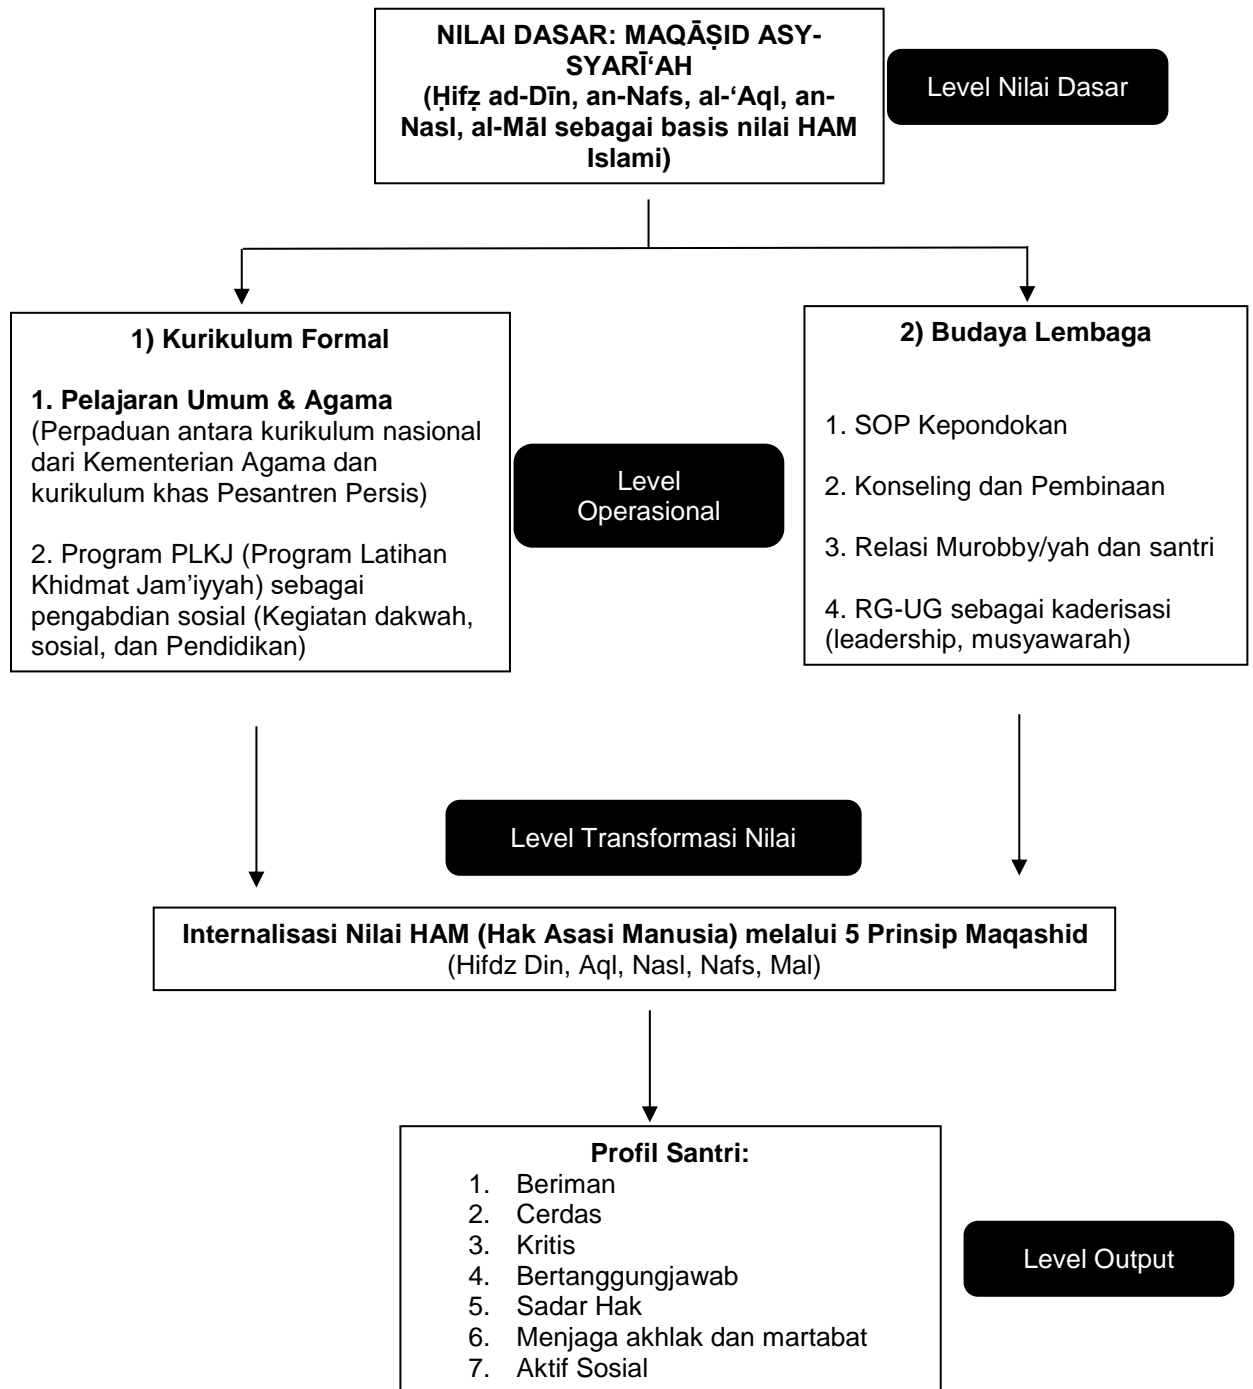 NILAI DASAR: MAQĀṢID ASY-
SYARĪ‘AH
(Ḥifẓ ad-Dīn, an-Nafs, al-‘Aql, an-
Nasl, al-Māl sebagai basis nilai HAM
Islami)
Level Nilai Dasar
1) Kurikulum Formal
1. Pelajaran Umum & Agama
(Perpaduan antara kurikulum nasional
dari Kementerian Agama dan
kurikulum khas Pesantren Persis)
2. Program PLKJ (Program Latihan
Khidmat Jam’iyyah) sebagai
pengabdian sosial (Kegiatan dakwah,
sosial, dan Pendidikan)
Level
Operasional
2) Budaya Lembaga
1. SOP Kepondokan
2. Konseling dan Pembinaan
3. Relasi Murobby/yah dan santri
4. RG-UG sebagai kaderisasi
(leadership, musyawarah)
Level Transformasi Nilai
Internalisasi Nilai HAM (Hak Asasi Manusia) melalui 5 Prinsip Maqashid
(Hifdz Din, Aql, Nasl, Nafs, Mal)
Profil Santri:
1. Beriman
2. Cerdas
3. Kritis
4. Bertanggungjawab
5. Sadar Hak
6. Menjaga akhlak dan martabat
7. Aktif Sosial
Level Output